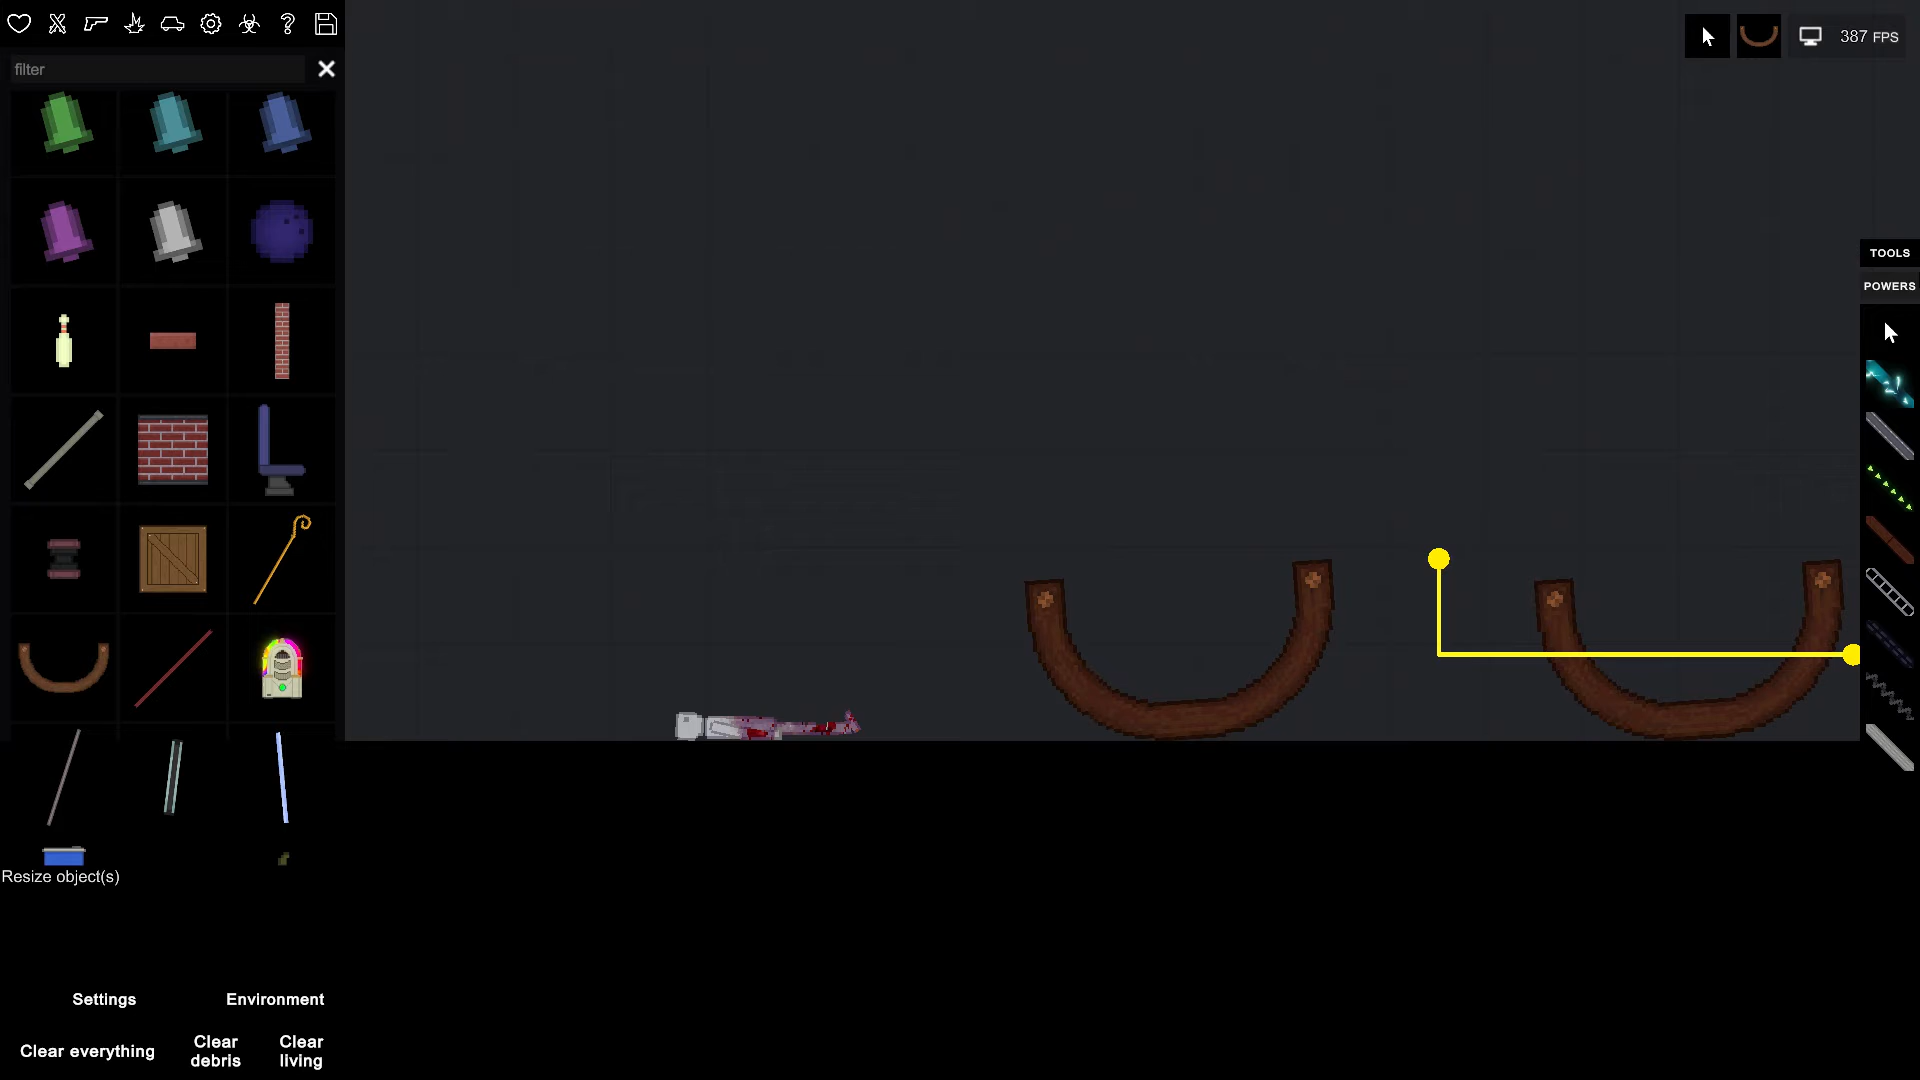 filter
387 FPS
TOOLS
POWERS
Resize object(s)
Settings
Environment
Clear everything
Clear debris
Clear living